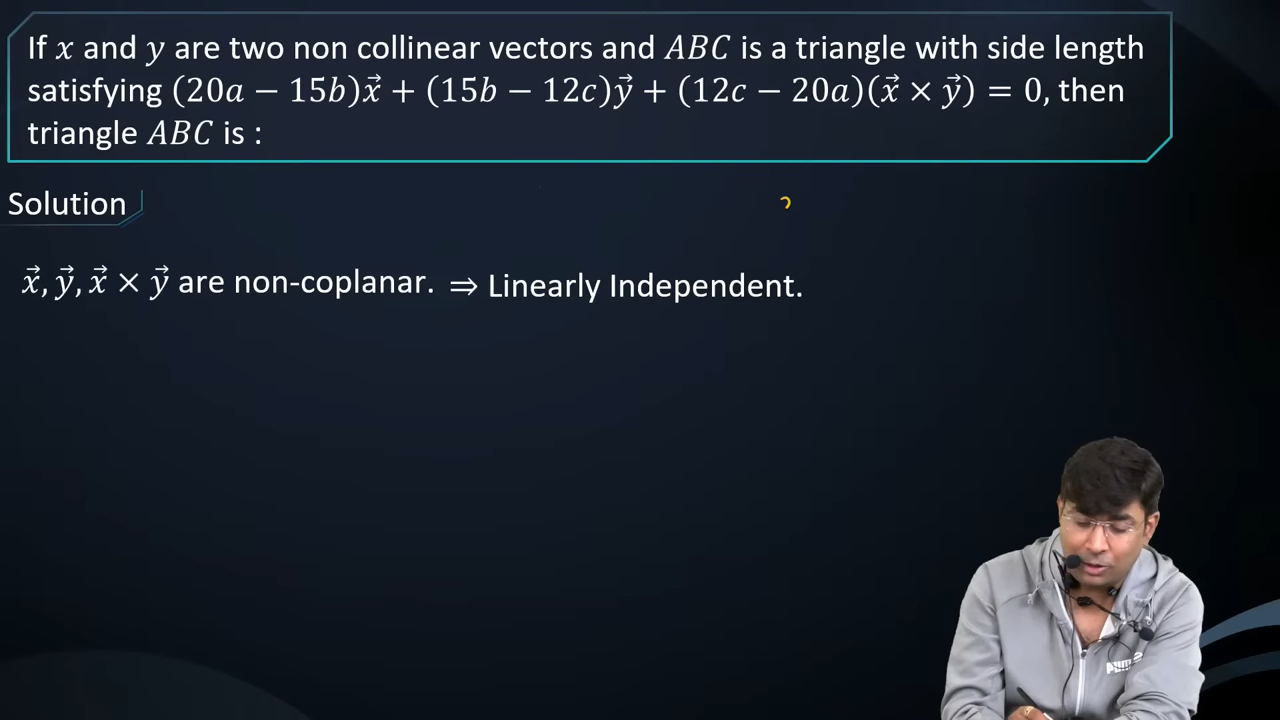 If x and y are two non collinear vectors and ABC is a triangle with side length
satisfying (20a − 15b)x⃗ + (15b − 12c)y⃗ + (12c − 20a)(x⃗ × y⃗) = 0, then
triangle ABC is :
Solution
x⃗, y⃗, x⃗ × y⃗ are non-coplanar. ⇒ Linearly Independent.